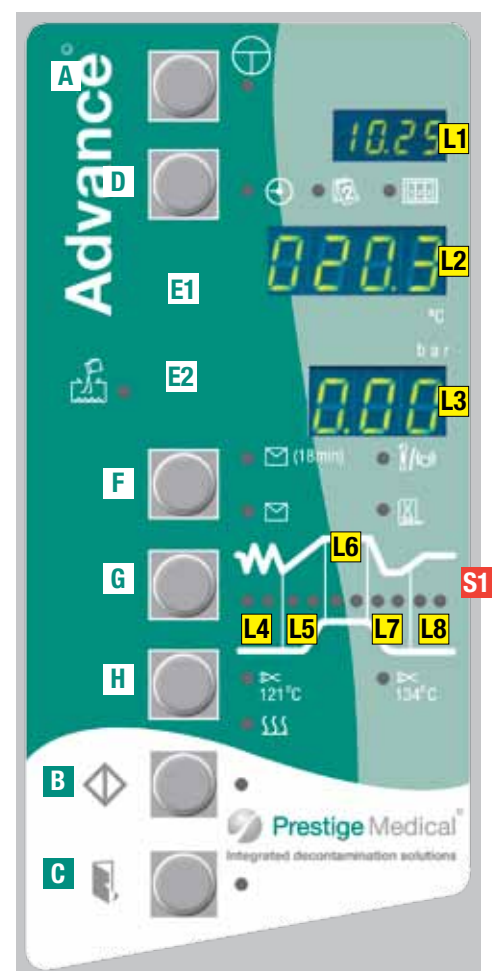 Advance
A
10.25 L1
D
020.3 L2
E1
°C
bar
E2
0.00 L3
F
(18min)
L6
G
S1
L4 L5 L7 L8
H
121°C 134°C
B
Prestige Medical
Integrated decontamination solutions
C